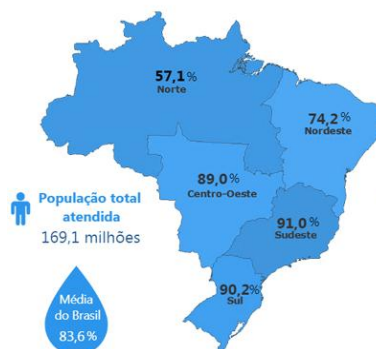 57,1%
Norte
74,2%
Nordeste
89,0%
Centro-Oeste
População total
atendida
169,1 milhões
91,0%
Sudeste
90,2%
Sul
Média
do Brasil
83,6%